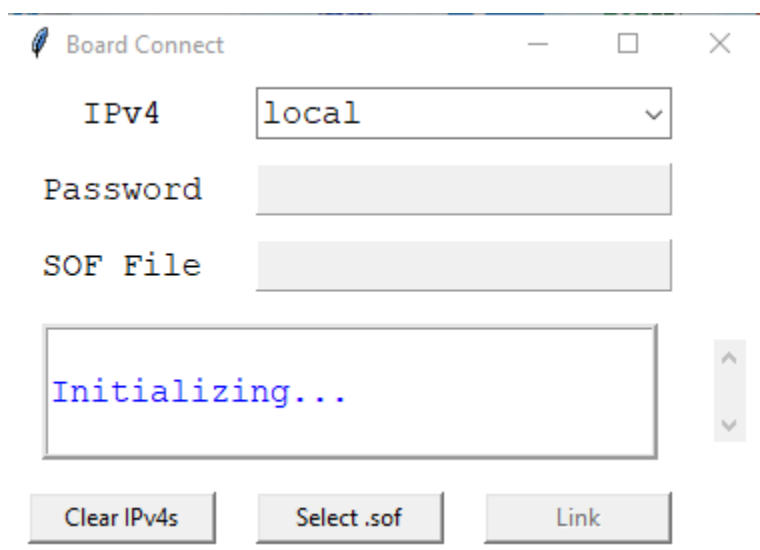 Board Connect
IPv4 local
Password
SOF File
Initializing...
Clear IPv4s Select .sof Link